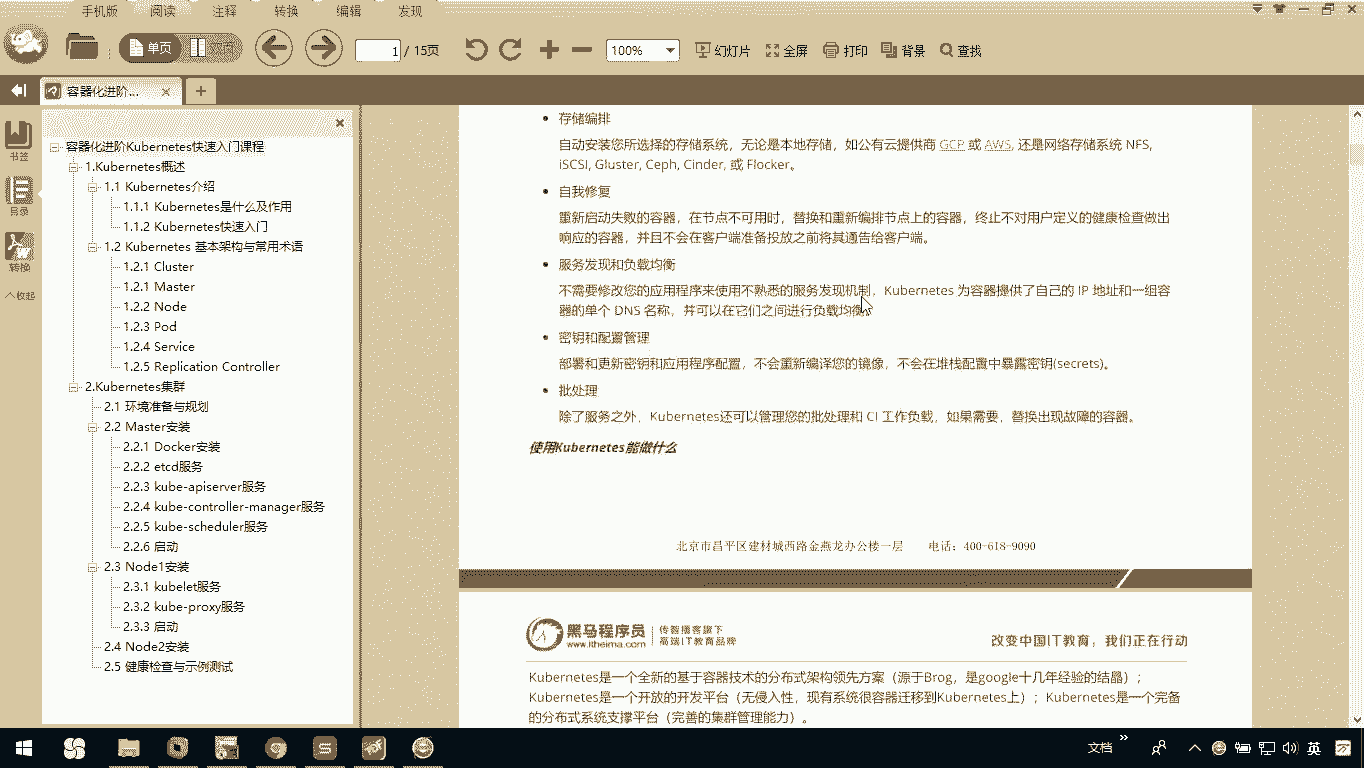 手机版 阅读 注释 转换 编辑 发现
单页 双页 1 / 15页 100% 幻灯片 全屏 打印 背景 查找
容器化进阶...
书签
目录
转换
收起
容器化进阶Kubernetes快速入门课程
1.Kubernetes概述
1.1 Kubernetes介绍
1.1.1 Kubernetes是什么及作用
1.1.2 Kubernetes快速入门
1.2 Kubernetes 基本架构与常用术语
1.2.1 Cluster
1.2.1 Master
1.2.2 Node
1.2.3 Pod
1.2.4 Service
1.2.5 Replication Controller
2.Kubernetes集群
2.1 环境准备与规划
2.2 Master安装
2.2.1 Docker安装
2.2.2 etcd服务
2.2.3 kube-apiserver服务
2.2.4 kube-controller-manager服务
2.2.5 kube-scheduler服务
2.2.6 启动
2.3 Node1安装
2.3.1 kubelet服务
2.3.2 kube-proxy服务
2.3.3 启动
2.4 Node2安装
2.5 健康检查与示例测试
• 存储编排
自动安装您所选择的存储系统，无论是本地存储，如公有云提供商 GCP 或 AWS, 还是网络存储系统 NFS,
iSCSI, Gluster, Ceph, Cinder, 或 Flocker。
• 自我修复
重新启动失败的容器，在节点不可用时，替换和重新编排节点上的容器，终止不对用户定义的健康检查做出
响应的容器，并且不会在客户端准备投放之前将其通告给客户端。
• 服务发现和负载均衡
不需要修改您的应用程序来使用不熟悉的服务发现机制，Kubernetes 为容器提供了自己的 IP 地址和一组容
器的单个 DNS 名称，并可以在它们之间进行负载均衡。
• 密钥和配置管理
部署和更新密钥和应用程序配置，不会重新编译您的镜像，不会在堆栈配置中暴露密钥(secrets)。
• 批处理
除了服务之外，Kubernetes还可以管理您的批处理和 CI 工作负载，如果需要，替换出现故障的容器。
使用Kubernetes能做什么
北京市昌平区建材城西路金燕龙办公楼一层 电话：400-618-9090
黑马程序员 传智播客旗下
www.itheima.com 高端IT教育品牌
改变中国IT教育，我们正在行动
Kubernetes是一个全新的基于容器技术的分布式架构领先方案（源于Brog，是google十几年经验的结晶）；
Kubernetes是一个开放的开发平台（无侵入性，现有系统很容器迁移到Kubernetes上）；Kubernetes是一个完备
的分布式系统支撑平台（完善的集群管理能力）。
文档 » 英